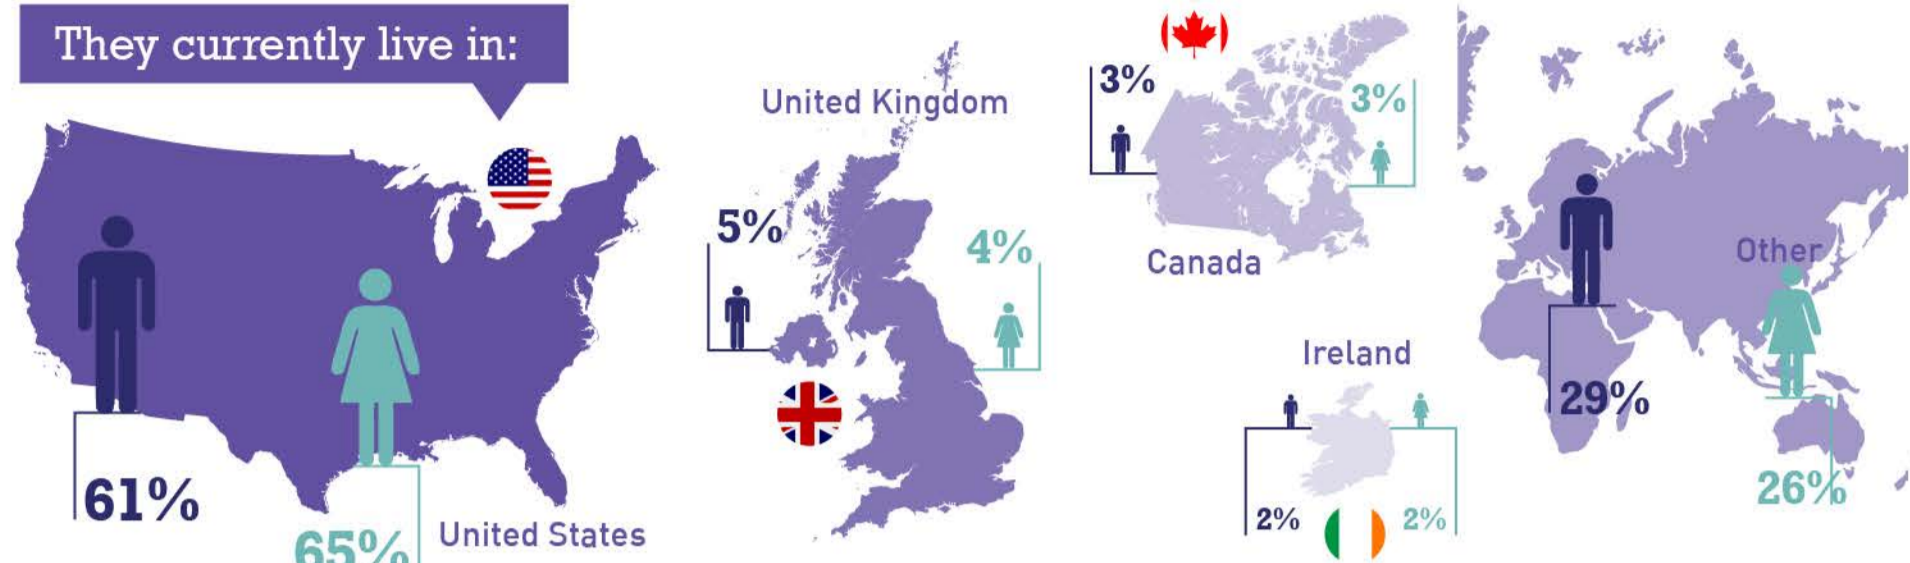 They currently live in:
61%
65%
United States
United Kingdom
5%
4%
3%
3%
Canada
Ireland
2%
2%
Other
29%
26%